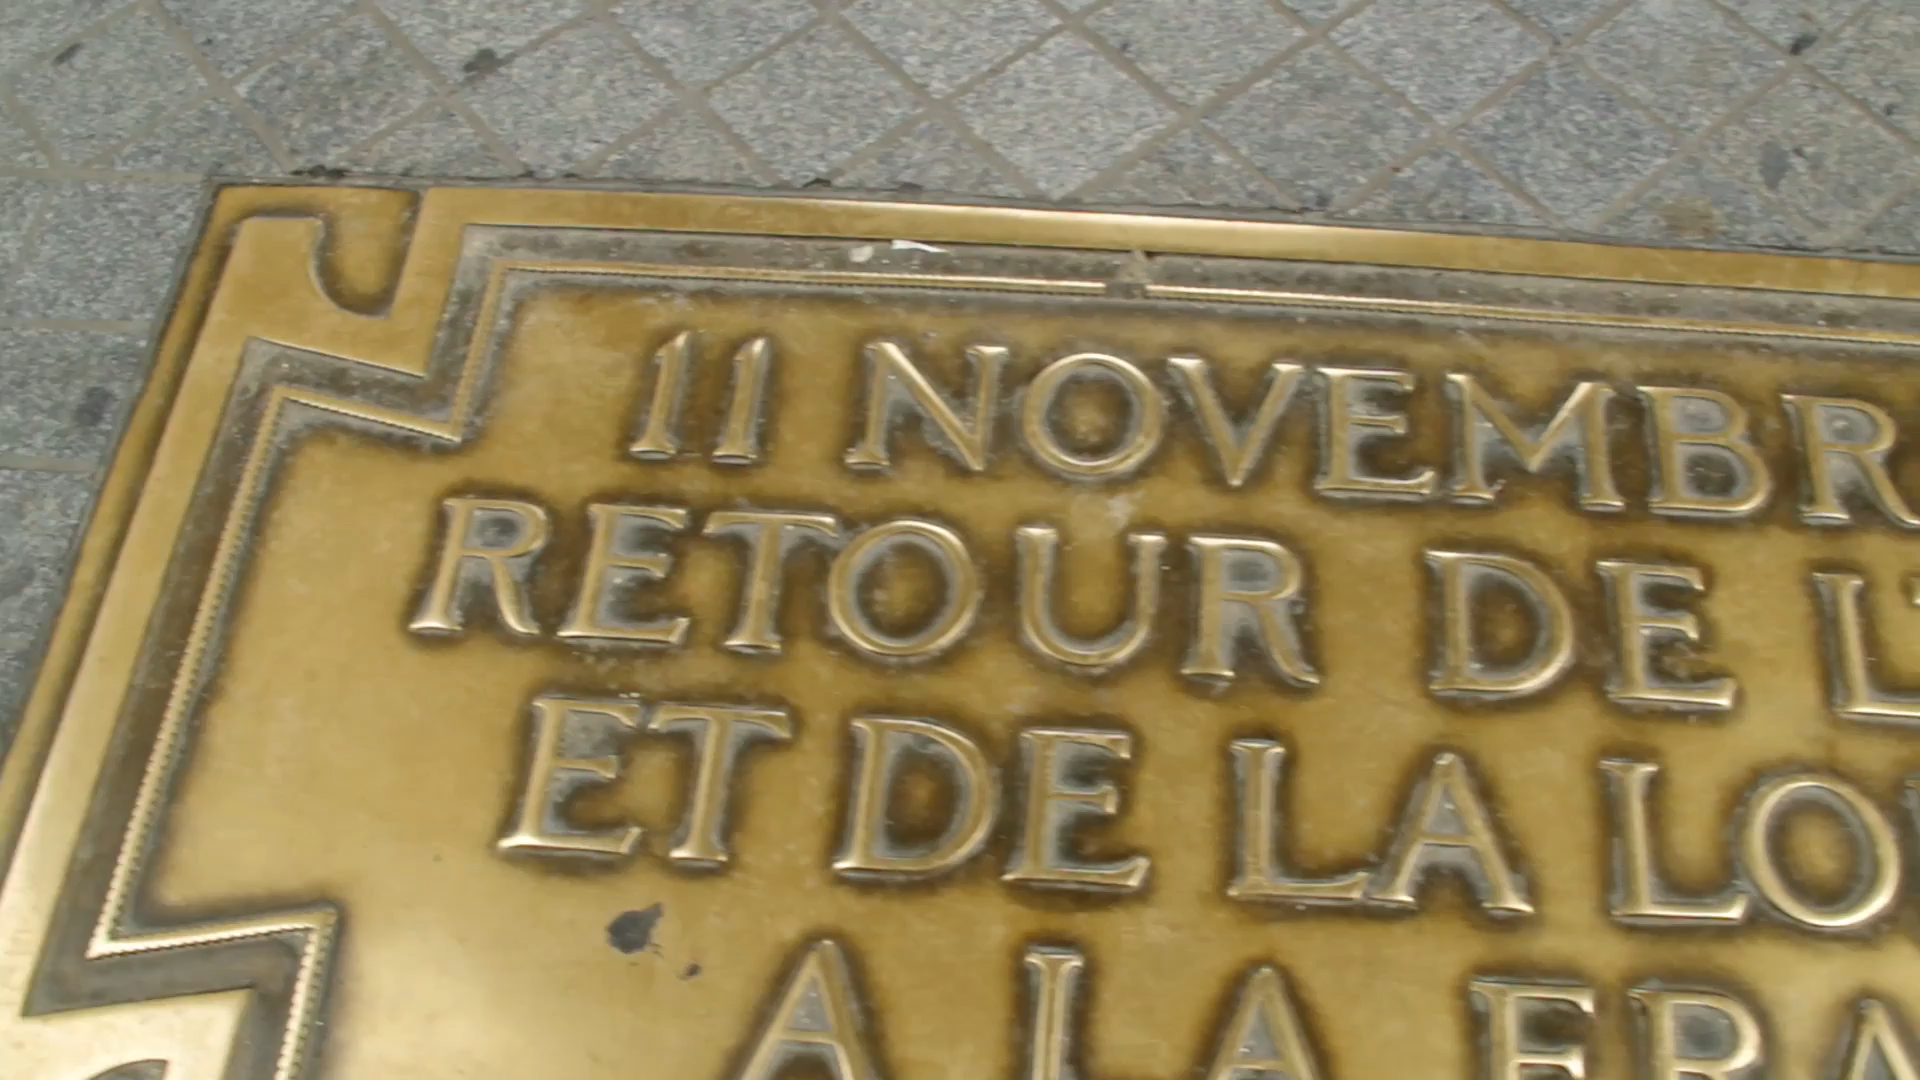 11 NOVEMBR
RETOUR DE L'
ET DE LA LO
A LA FRA